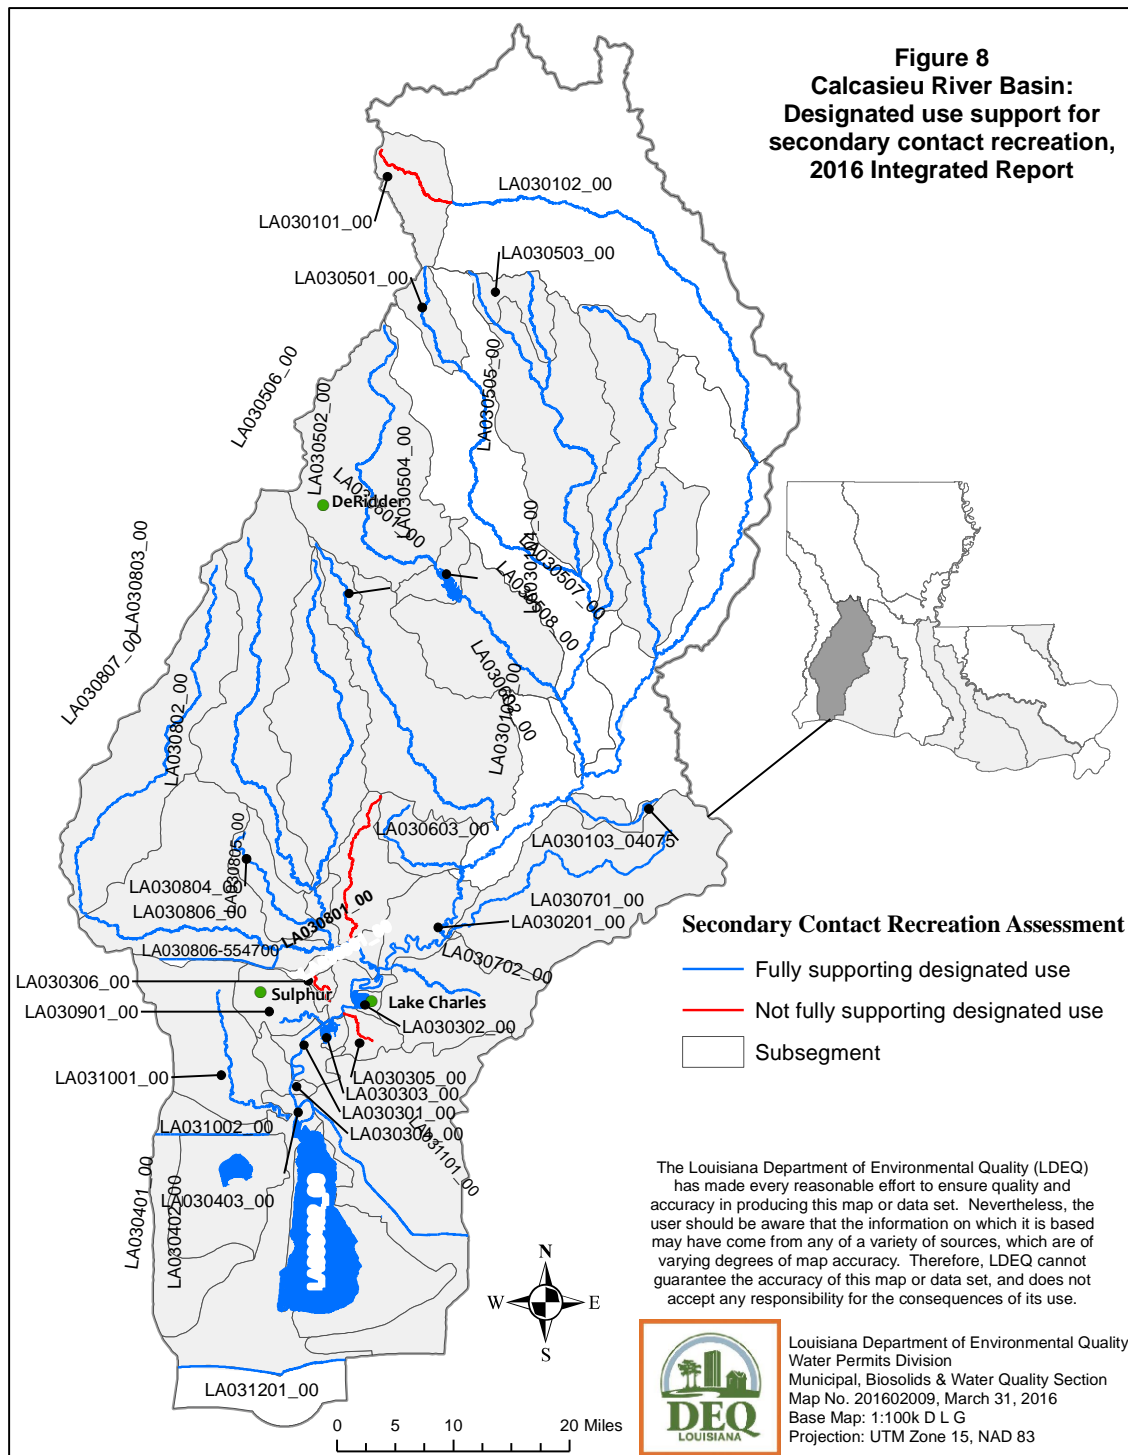 Figure 8
Calcasieu River Basin:
Designated use support for
secondary contact recreation,
2016 Integrated Report
LA030102_00
LA030101_00
LA030503_00
LA030501_00
LA030506_00
LA030505_00
LA030502_00
LA030504_00
DeRidder
LA030803_00
LA030507_00
LA030508_00
LA030807_00
LA030802_00
LA030103_00
LA030603_00
LA030103_04075
LA030805_00
LA030804_
LA030806_00
LA030801_00
LA030701_00
LA030201_00
LA030806-554700
LA030702_00
LA030306_00
Sulphur
Lake Charles
LA030901_00
LA030302_00
LA031001_00
LA030305_00
LA030303_00
LA030301_00
LA031002_00
LA030304_00
LA031101_00
LA030401_00
LA030402_00
LA030403_00
LA031201_00
Secondary Contact Recreation Assessment
Fully supporting designated use
Not fully supporting designated use
Subsegment
The Louisiana Department of Environmental Quality (LDEQ)
has made every reasonable effort to ensure quality and
accuracy in producing this map or data set. Nevertheless, the
user should be aware that the information on which it is based
may have come from any of a variety of sources, which are of
varying degrees of map accuracy. Therefore, LDEQ cannot
guarantee the accuracy of this map or data set, and does not
accept any responsibility for the consequences of its use.
N
W E
S
DEQ
LOUISIANA
Louisiana Department of Environmental Quality
Water Permits Division
Municipal, Biosolids & Water Quality Section
Map No. 201602009, March 31, 2016
Base Map: 1:100k D L G
Projection: UTM Zone 15, NAD 83
0 5 10 20 Miles